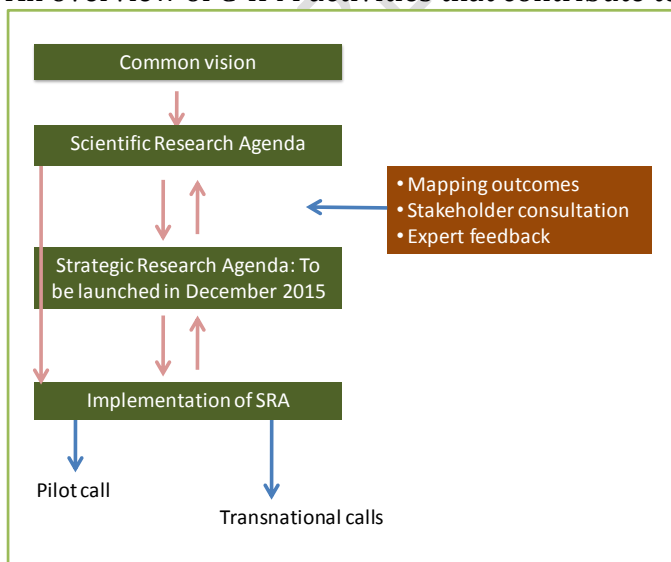 Common vision
Scientific Research Agenda
• Mapping outcomes
• Stakeholder consultation
• Expert feedback
Strategic Research Agenda: To
be launched in December 2015
Implementation of SRA
Pilot call
Transnational calls